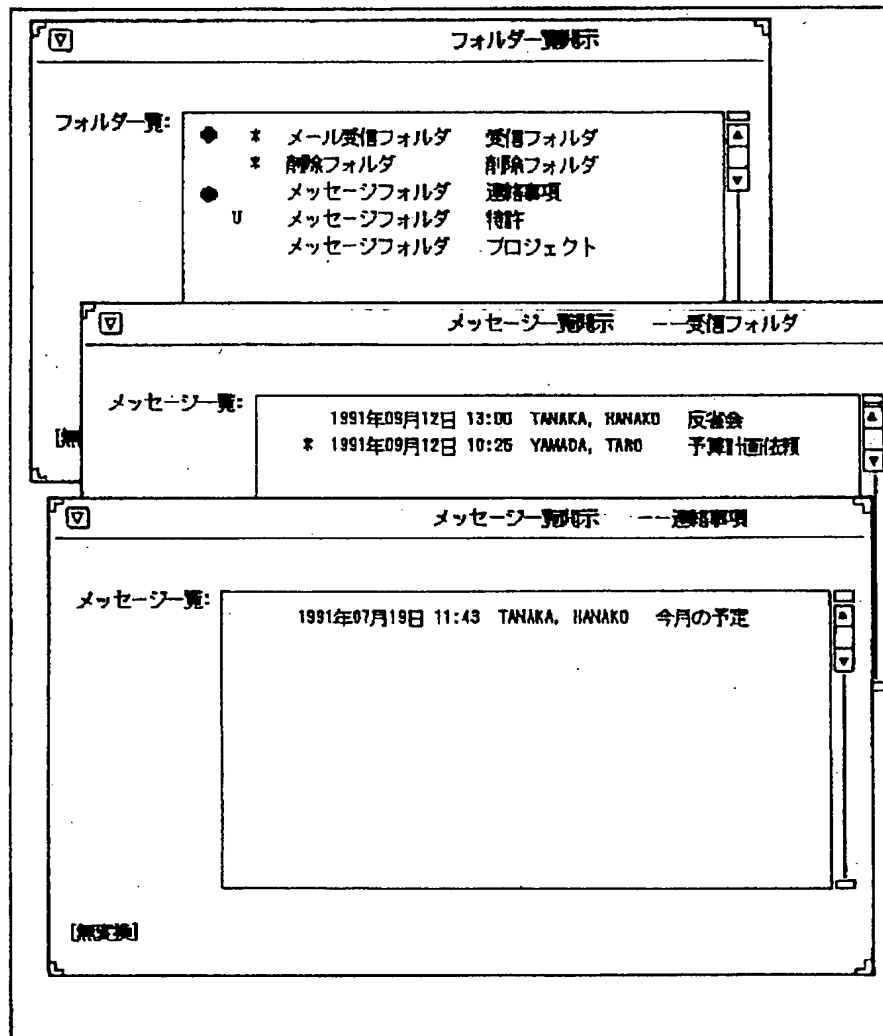 フォルダ一覧開示
フォルダ一覧:
● * メール受信フォルダ 受信フォルダ
* 削除フォルダ 削除フォルダ
● メッセージフォルダ 連絡事項
U メッセージフォルダ 特許
メッセージフォルダ プロジェクト
[無
メッセージ一覧開示 ーー受信フォルダ
メッセージ一覧:
1991年09月12日 13:00 TANAKA, HANAKO 反省会
* 1991年09月12日 10:25 YAMADA, TARO 予算計画依頼
メッセージ一覧開示 ーー連絡事項
メッセージ一覧:
1991年07月19日 11:43 TANAKA, HANAKO 今月の予定
[無変換]